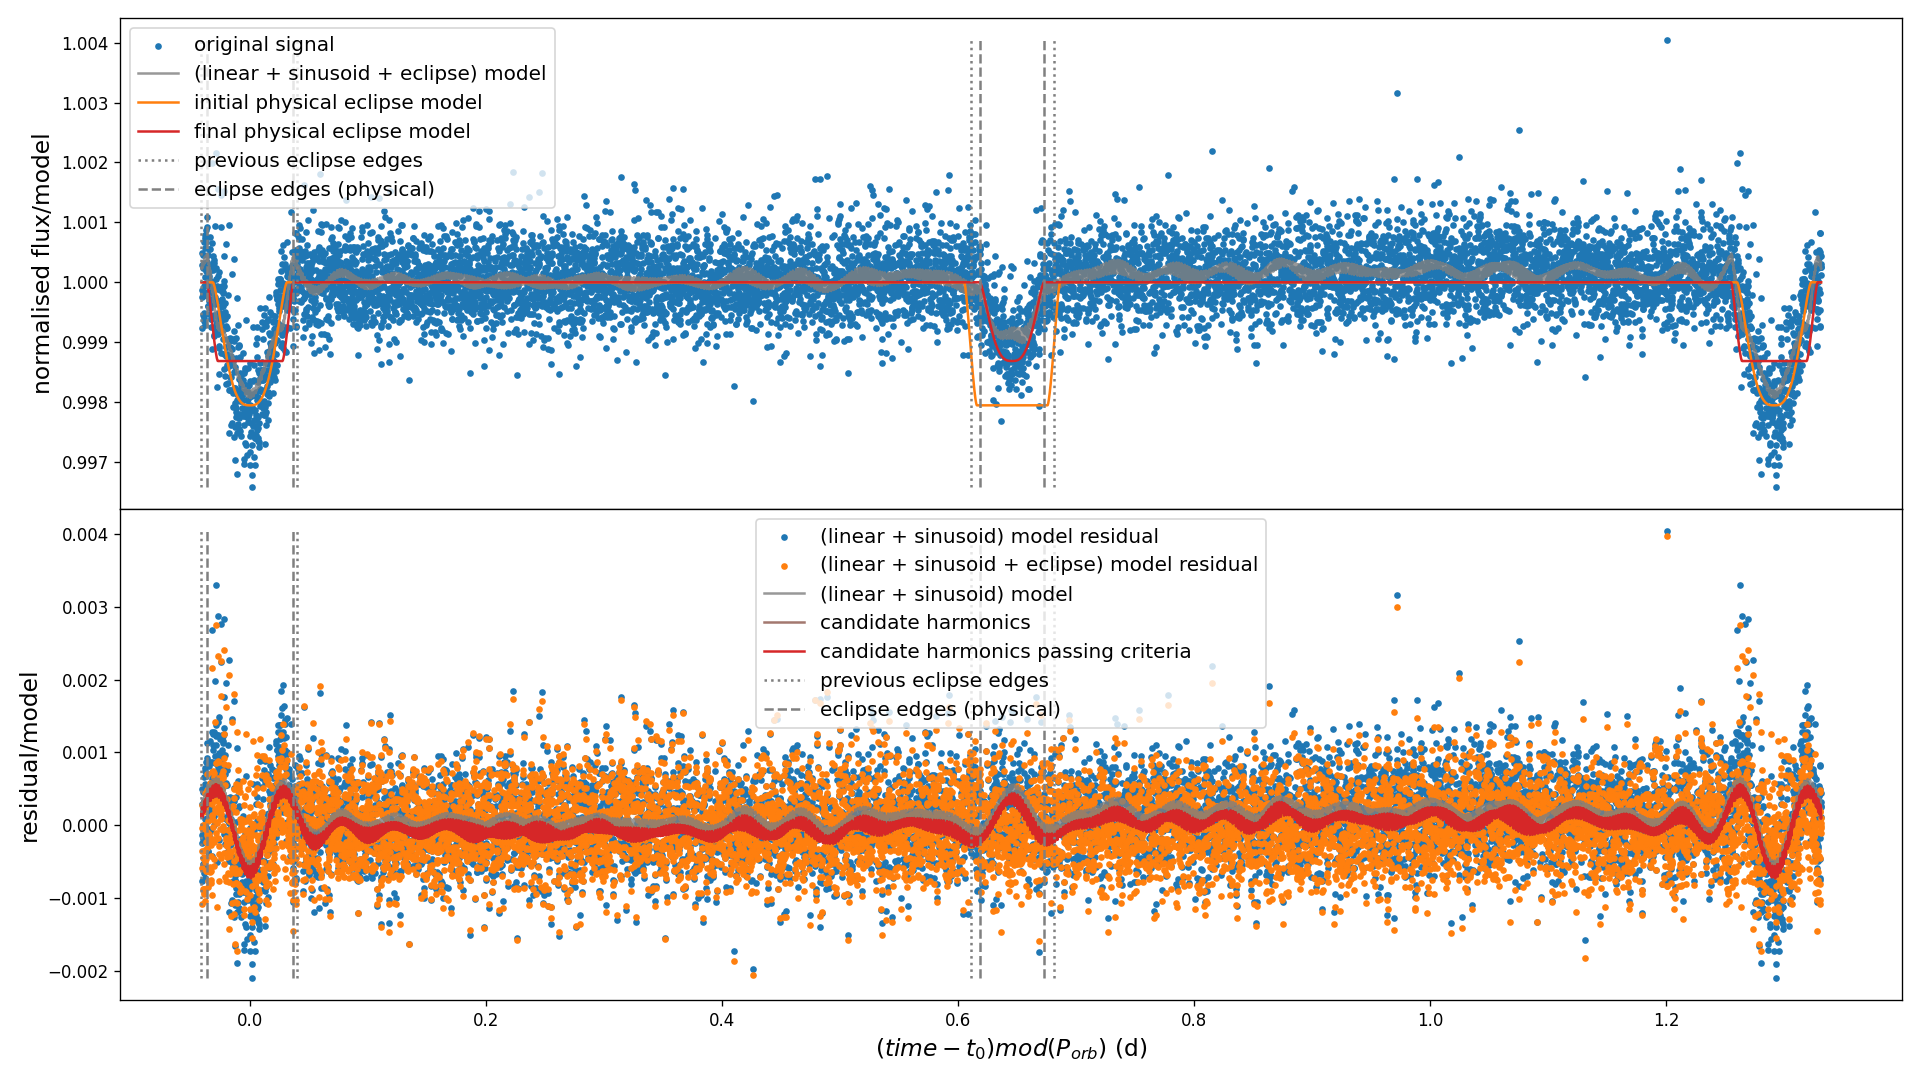 normalised flux/model
1.004
1.003
1.002
1.001
1.000
0.999
0.998
0.997
original signal
(linear + sinusoid + eclipse) model
initial physical eclipse model
final physical eclipse model
previous eclipse edges
eclipse edges (physical)
residual/model
0.004
0.003
0.002
0.001
0.000
−0.001
−0.002
(linear + sinusoid) model residual
(linear + sinusoid + eclipse) model residual
(linear + sinusoid) model
candidate harmonics
candidate harmonics passing criteria
previous eclipse edges
eclipse edges (physical)
0.0 0.2 0.4 0.6 0.8 1.0 1.2
(time − t₀)mod(P_orb) (d)